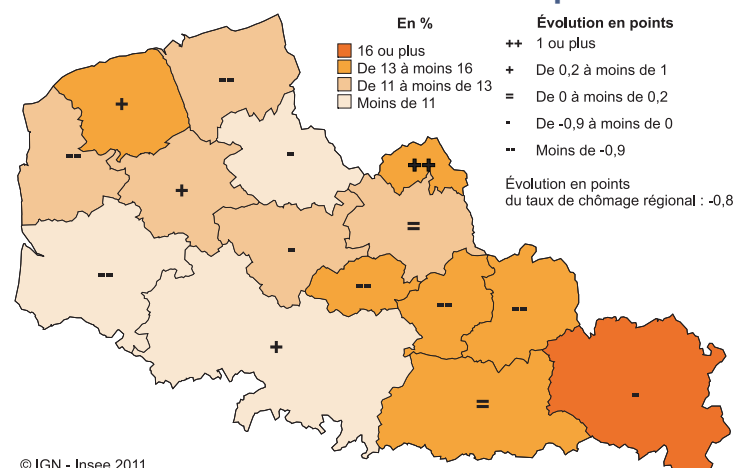 En %
16 ou plus
De 13 à moins 16
De 11 à moins de 13
Moins de 11
Évolution en points
++ 1 ou plus
+ De 0,2 à moins de 1
= De 0 à moins de 0,2
- De -0,9 à moins de 0
-- Moins de -0,9
Évolution en points
du taux de chômage régional : -0,8
--
+
--
-
++
+
=
-
--
--
--
--
+
=
-
© IGN - Insee 2011